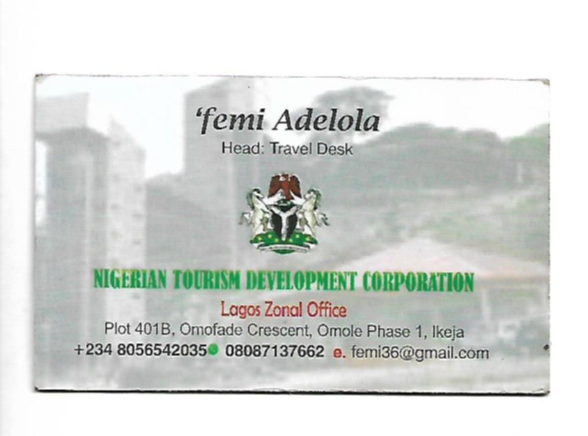 ‘femi Adelola
Head: Travel Desk
NIGERIAN TOURISM DEVELOPMENT CORPORATION
Lagos Zonal Office
Plot 401B, Omofade Crescent, Omole Phase 1, Ikeja
+234 8056542035 08087137662 e. femi36@gmail.com